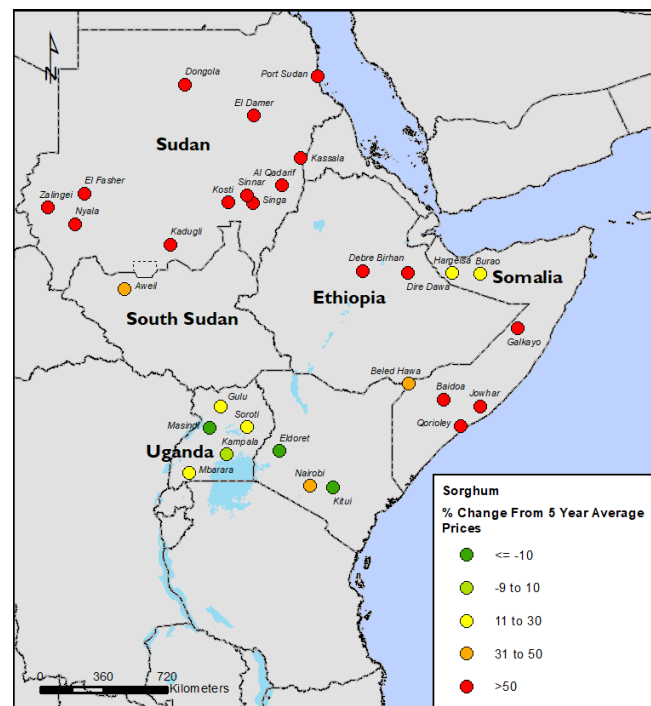 N
Dongola
Port Sudan
El Damer
Sudan
Kassala
Al Qadarif
El Fasher
Sinnar
Zalingei
Kosti
Singa
Nyala
Kadugli
Debre Birhan
Hargeisa
Burao
Somalia
Aweil
Dire Dawa
Ethiopia
South Sudan
Galkayo
Beled Hawa
Baidoa
Jowhar
Gulu
Soroti
Masindi
Qorioley
Eldoret
Uganda
Kampala
Mbarara
Nairobi
Kitui
Sorghum
% Change From 5 Year Average
Prices
<= -10
-9 to 10
11 to 30
31 to 50
>50
0 360 720
Kilometers